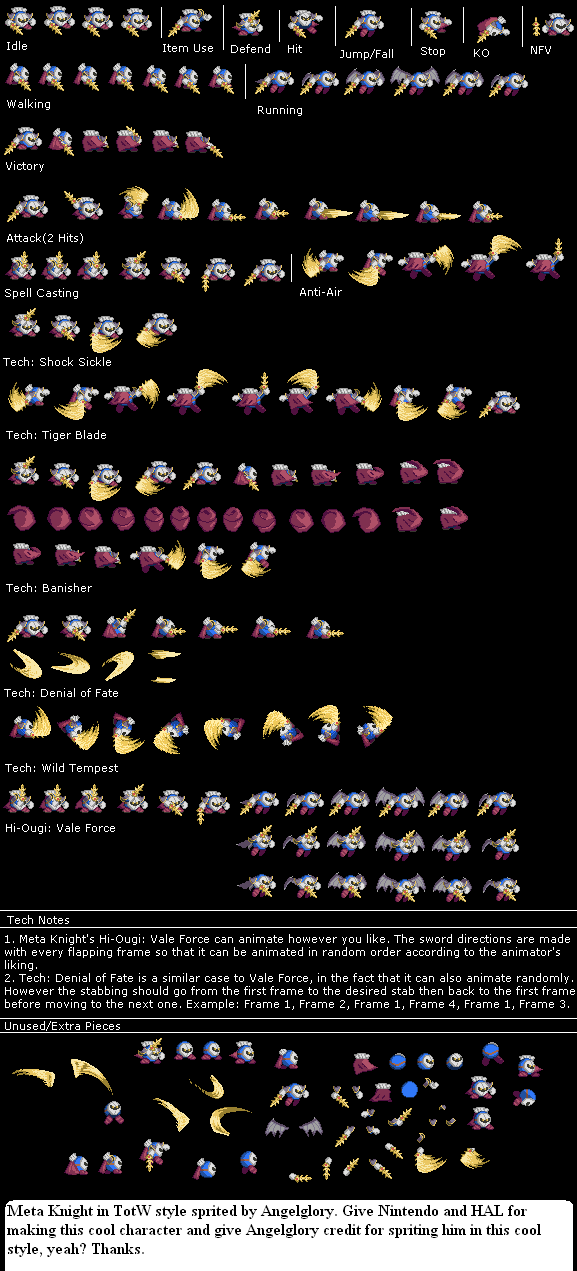 Idle
Item Use
Defend
Hit
Jump/Fall
Stop
KO
NFV
Walking
Running
Victory
Attack(2 Hits)
Spell Casting
Anti-Air
Tech: Shock Sickle
Tech: Tiger Blade
Tech: Banisher
Tech: Denial of Fate
Tech: Wild Tempest
Hi-Ougi: Vale Force
Tech Notes
1. Meta Knight's Hi-Ougi: Vale Force can animate however you like. The sword directions are made
with every flapping frame so that it can be animated in random order according to the animator's
liking.
2. Tech: Denial of Fate is a similar case to Vale Force, in the fact that it can also animate randomly.
However the stabbing should go from the first frame to the desired stab then back to the first frame
before moving to the next one. Example: Frame 1, Frame 2, Frame 1, Frame 4, Frame 1, Frame 3.
Unused/Extra Pieces
Meta Knight in TotW style sprited by Angelglory. Give Nintendo and HAL for
making this cool character and give Angelglory credit for spriting him in this cool
style, yeah? Thanks.